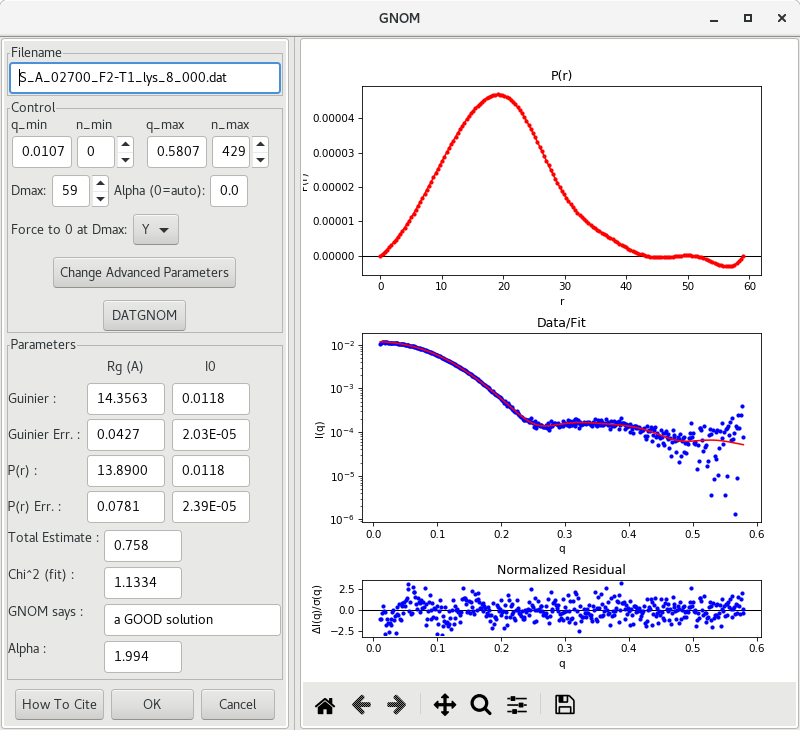 GNOM
Filename
S_A_02700_F2-T1_lys_8_000.dat
Control
q_min n_min q_max n_max
0.0107 0 0.5807 429
Dmax: 59 Alpha (0=auto): 0.0
Force to 0 at Dmax: Y
Change Advanced Parameters
DATGNOM
Parameters
Rg (A) I0
Guinier : 14.3563 0.0118
Guinier Err. : 0.0427 2.03E-05
P(r) : 13.8900 0.0118
P(r) Err. : 0.0781 2.39E-05
Total Estimate : 0.758
Chi^2 (fit) : 1.1334
GNOM says : a GOOD solution
Alpha : 1.994
How To Cite OK Cancel
P(r)
P(r)
0.00004
0.00003
0.00002
0.00001
0.00000
0 10 20 30 40 50 60
r
Data/Fit
I(q)
10⁻²
10⁻³
10⁻⁴
10⁻⁵
10⁻⁶
0.0 0.1 0.2 0.3 0.4 0.5 0.6
q
Normalized Residual
ΔI(q)/σ(q)
2.5
0.0
−2.5
0.0 0.1 0.2 0.3 0.4 0.5 0.6
q